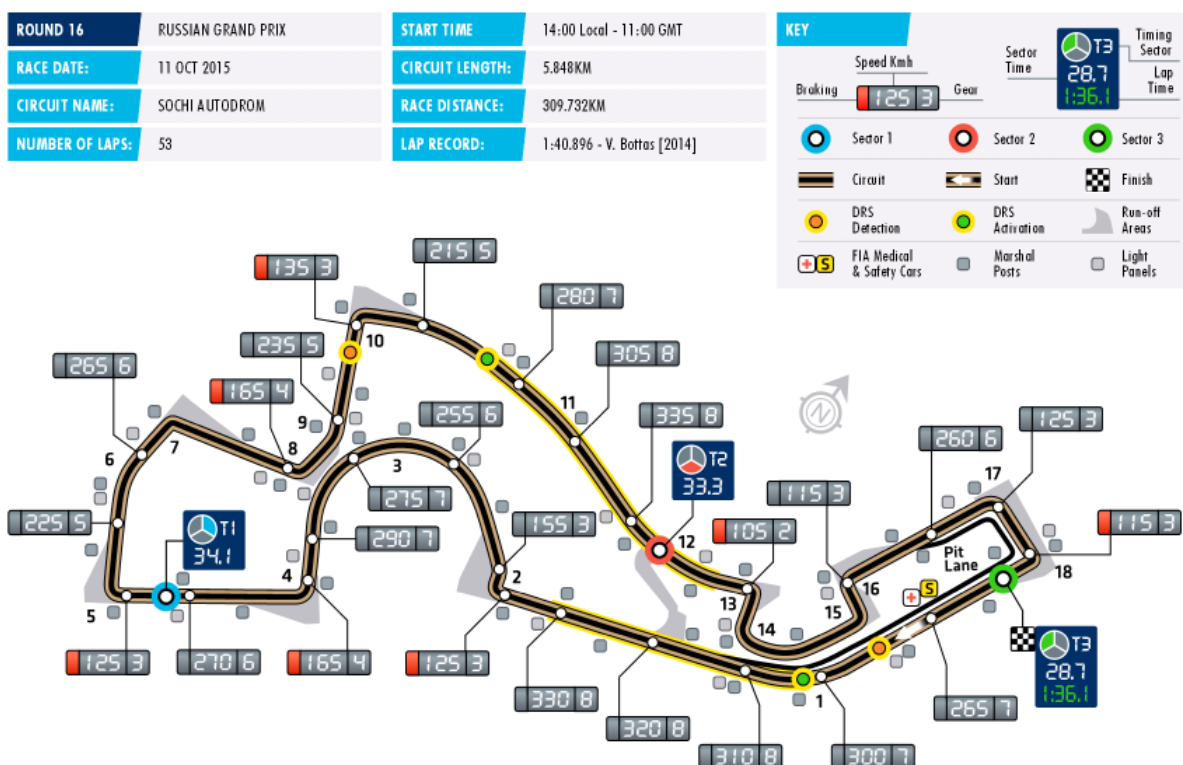 ROUND 16 RUSSIAN GRAND PRIX
RACE DATE: 11 OCT 2015
CIRCUIT NAME: SOCHI AUTODROM
NUMBER OF LAPS: 53
START TIME 14:00 Local - 11:00 GMT
CIRCUIT LENGTH: 5.848KM
RACE DISTANCE: 309.732KM
LAP RECORD: 1:40.896 - V. Bottas [2014]
KEY
Speed Kmh
Braking 125 3 Gear
Sector Time
T3
28.7
1:36.1
Timing Sector
Lap Time
Sector 1 Sector 2 Sector 3
Circuit Start Finish
DRS Detection
DRS Activation
Run-off Areas
S
FIA Medical & Safety Cars
Marshal Posts
Light Panels
215 5
135 3
280 7
10
235 5
305 8
265 6
165 4
11
255 6
335 8
125 3
9
260 6
7
8
3
6
T2
33.3
17
275 7
115 3
225 5
T1
34.1
290 7
155 3
105 2
115 3
12
Pit Lane
18
4
2
16
S
13
15
5
14
T3
28.7
1:36.1
125 3
270 6
165 4
125 3
1
330 8
265 7
320 8
310 8
300 7
N